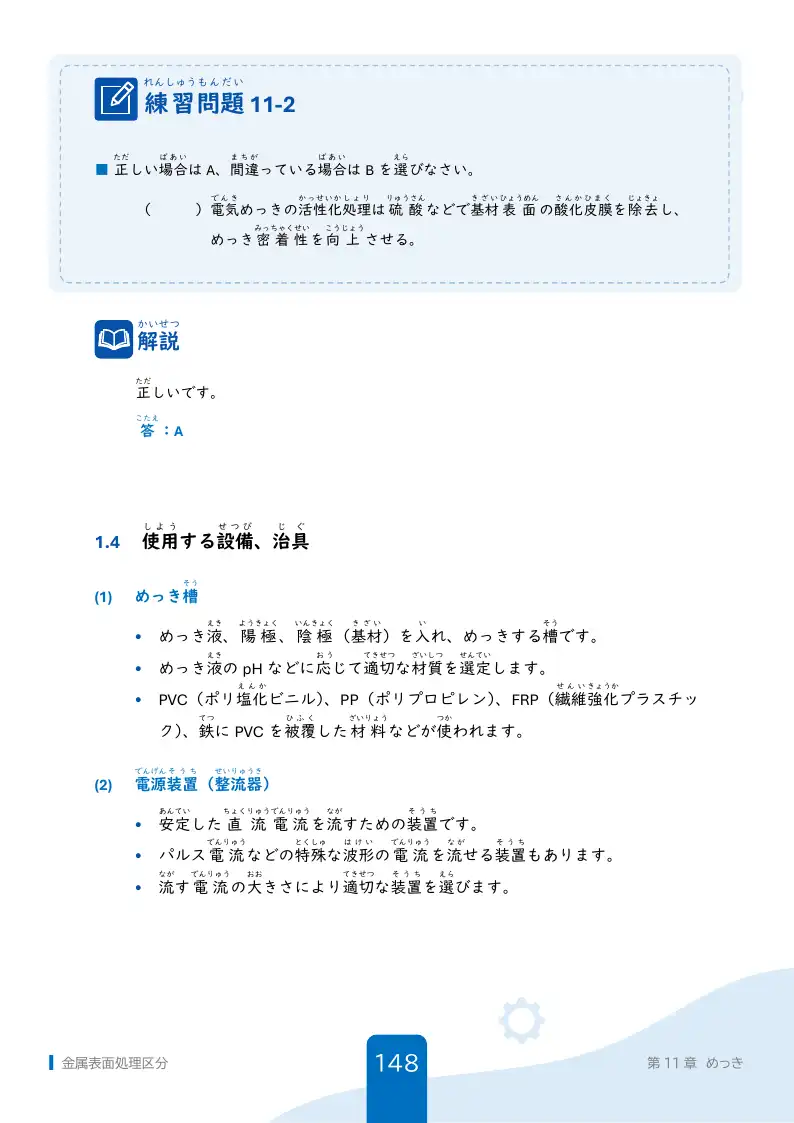 れんしゅうもんだい
練習問題 11-2
ただ ばあい まちが ばあい えら
■ 正しい場合は A、間違っている場合は B を選びなさい。
でんき かっせいかしょり りゅうさん きざいひょうめん さんかひまく じょきょ
（　　）電気めっきの活性化処理は硫酸などで基材表面の酸化皮膜を除去し、
みっちゃくせい こうじょう
めっき密着性を向上させる。
かいせつ
解説
ただ
正しいです。
こたえ
答：A
しよう せつび じぐ
1.4 使用する設備、治具
そう
(1) めっき槽
えき ようきょく いんきょく きざい い そう
• めっき液、陽極、陰極（基材）を入れ、めっきする槽です。
えき おう てきせつ ざいしつ せんてい
• めっき液の pH などに応じて適切な材質を選定します。
えんか せんいきょうか
• PVC（ポリ塩化ビニル）、PP（ポリプロピレン）、FRP（繊維強化プラスチッ
てつ ひふく ざいりょう つか
ク）、鉄に PVC を被覆した材料などが使われます。
でんげんそうち せいりゅうき
(2) 電源装置（整流器）
あんてい ちょくりゅうでんりゅう なが そうち
• 安定した直流電流を流すための装置です。
でんりゅう とくしゅ はけい でんりゅう なが そうち
• パルス電流などの特殊な波形の電流を流せる装置もあります。
なが でんりゅう おお てきせつ そうち えら
• 流す電流の大きさにより適切な装置を選びます。
金属表面処理区分
148
第 11 章 めっき